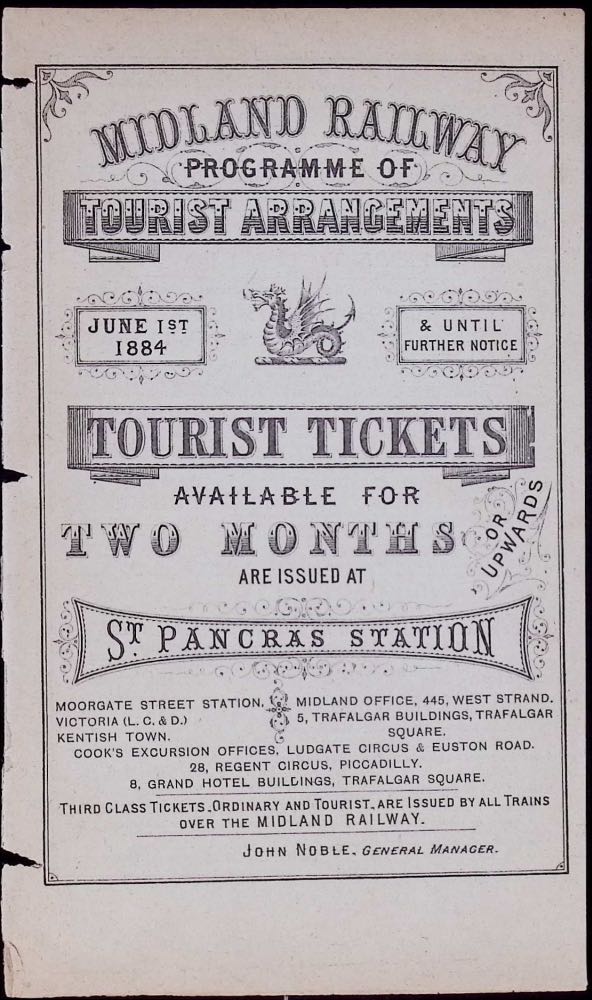 MIDLAND RAILWAY
PROGRAMME OF
TOURIST ARRANGEMENTS
JUNE 1ST
1884
& UNTIL
FURTHER NOTICE
TOURIST TICKETS
AVAILABLE FOR
TWO MONTHS
OR
UPWARDS
ARE ISSUED AT
ST PANCRAS STATION
MOORGATE STREET STATION.
VICTORIA (L. C. & D.)
KENTISH TOWN.
MIDLAND OFFICE, 445, WEST STRAND.
5, TRAFALGAR BUILDINGS, TRAFALGAR
SQUARE.
COOK'S EXCURSION OFFICES, LUDGATE CIRCUS & EUSTON ROAD.
28, REGENT CIRCUS, PICCADILLY.
8, GRAND HOTEL BUILDINGS, TRAFALGAR SQUARE.
THIRD CLASS TICKETS, ORDINARY AND TOURIST, ARE ISSUED BY ALL TRAINS
OVER THE MIDLAND RAILWAY.
JOHN NOBLE, GENERAL MANAGER.